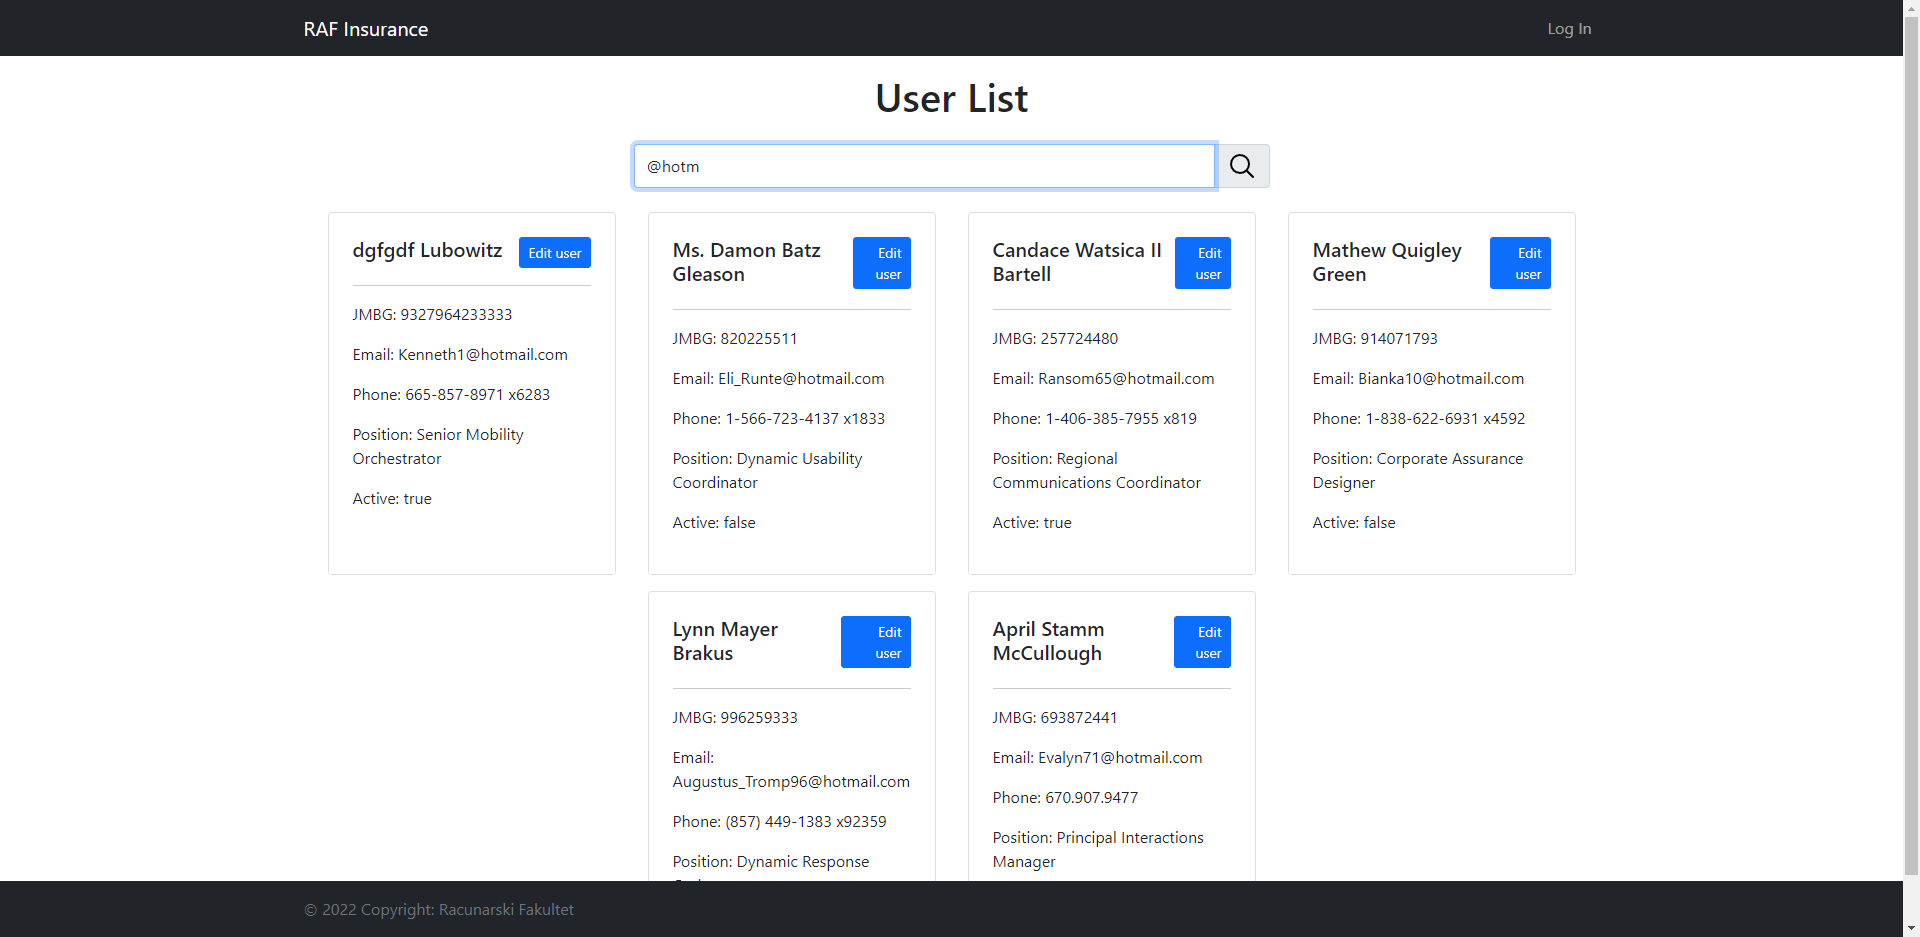 RAF Insurance
Log In
User List
@hotm
dgfgdf Lubowitz
Edit user
JMBG: 9327964233333
Email: Kenneth1@hotmail.com
Phone: 665-857-8971 x6283
Position: Senior Mobility
Orchestrator
Active: true
Ms. Damon Batz
Gleason
Edit
user
JMBG: 820225511
Email: Eli_Runte@hotmail.com
Phone: 1-566-723-4137 x1833
Position: Dynamic Usability
Coordinator
Active: false
Candace Watsica II
Bartell
Edit
user
JMBG: 257724480
Email: Ransom65@hotmail.com
Phone: 1-406-385-7955 x819
Position: Regional
Communications Coordinator
Active: true
Mathew Quigley
Green
Edit
user
JMBG: 914071793
Email: Bianka10@hotmail.com
Phone: 1-838-622-6931 x4592
Position: Corporate Assurance
Designer
Active: false
Lynn Mayer
Brakus
Edit
user
JMBG: 996259333
Email:
Augustus_Tromp96@hotmail.com
Phone: (857) 449-1383 x92359
Position: Dynamic Response
April Stamm
McCullough
Edit
user
JMBG: 693872441
Email: Evalyn71@hotmail.com
Phone: 670.907.9477
Position: Principal Interactions
Manager
© 2022 Copyright: Racunarski Fakultet